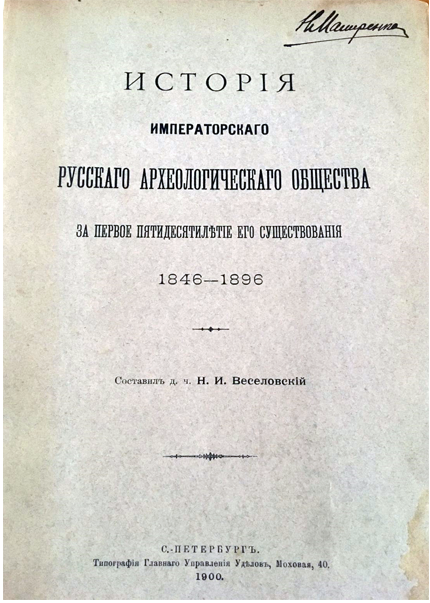 ИСТОРІЯ
ИМПЕРАТОРСКАГО
РУССКАГО АРХЕОЛОГИЧЕСКАГО ОБЩЕСТВА
ЗА ПЕРВОЕ ПЯТИДЕСЯТИЛѢТІЕ ЕГО СУЩЕСТВОВАНІЯ
1846—1896
Составилъ д. ч. Н. И. Веселовскій
С.-ПЕТЕРБУРГЪ.
Типографія Главнаго Управленія Удѣловъ, Моховая, 40.
1900.